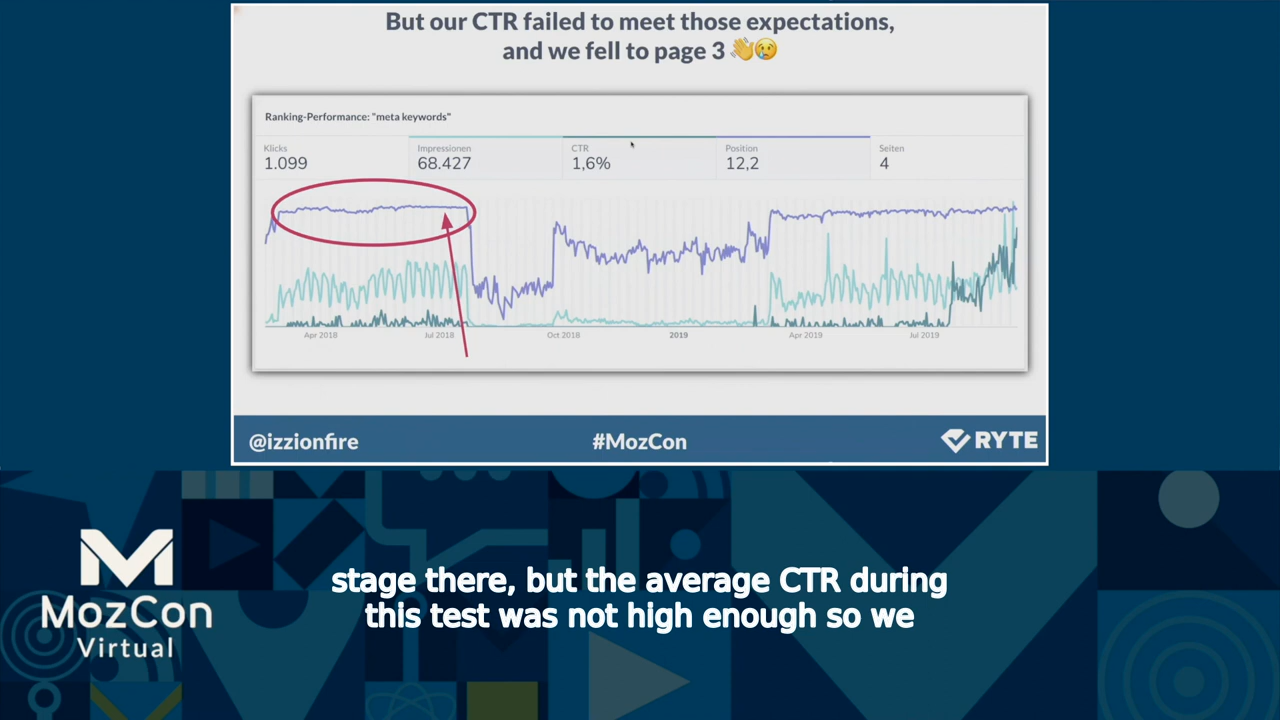 But our CTR failed to meet those expectations,
and we fell to page 3 👋😢
Ranking-Performance: "meta keywords"
Klicks
1.099
Impressionen
68.427
CTR
1,6%
Position
12,2
Seiten
4
Apr 2018
Jul 2018
Oct 2018
2019
Apr 2019
Jul 2019
@izzionfire
#MozCon
RYTE
MozCon
Virtual
stage there, but the average CTR during
this test was not high enough so we